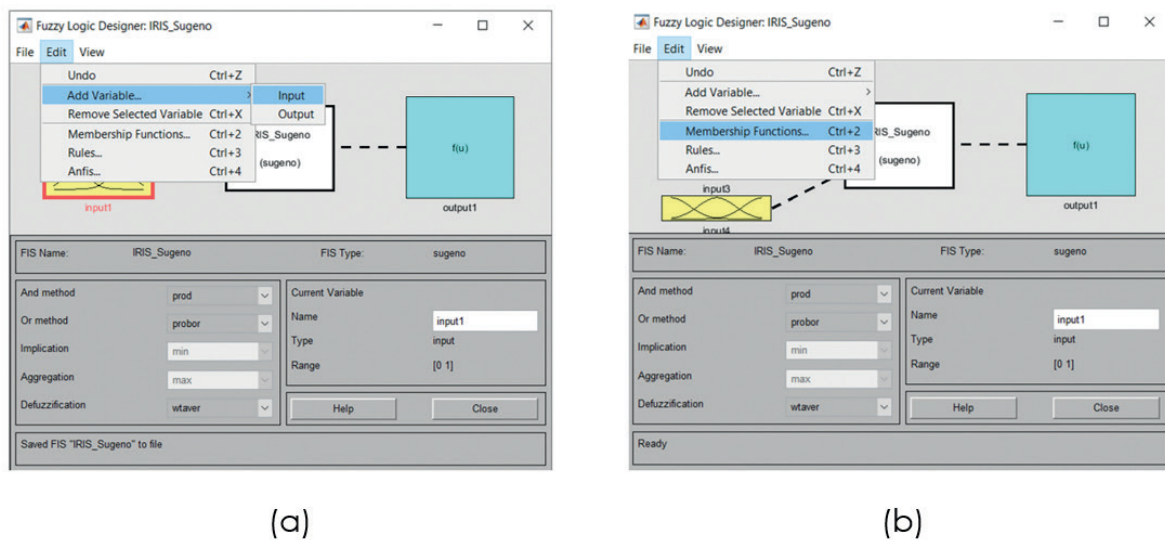 Fuzzy Logic Designer: IRIS_Sugeno
File Edit View
Undo Ctrl+Z
Add Variable... > Input
Output
Remove Selected Variable Ctrl+X
Membership Functions... Ctrl+2
Rules... Ctrl+3
Anfis... Ctrl+4
RIS_Sugeno
(sugeno)
f(u)
input1
output1
FIS Name: IRIS_Sugeno FIS Type: sugeno
And method prod
Or method probor
Implication min
Aggregation max
Defuzzification wtaver
Current Variable
Name input1
Type input
Range [0 1]
Help Close
Saved FIS "IRIS_Sugeno" to file
(a)
Fuzzy Logic Designer: IRIS_Sugeno
File Edit View
Undo Ctrl+Z
Add Variable... >
Remove Selected Variable Ctrl+X
Membership Functions... Ctrl+2
Rules... Ctrl+3
Anfis... Ctrl+4
RIS_Sugeno
(sugeno)
f(u)
input3
input4
output1
FIS Name: IRIS_Sugeno FIS Type: sugeno
And method prod
Or method probor
Implication min
Aggregation max
Defuzzification wtaver
Current Variable
Name input1
Type input
Range [0 1]
Help Close
Ready
(b)